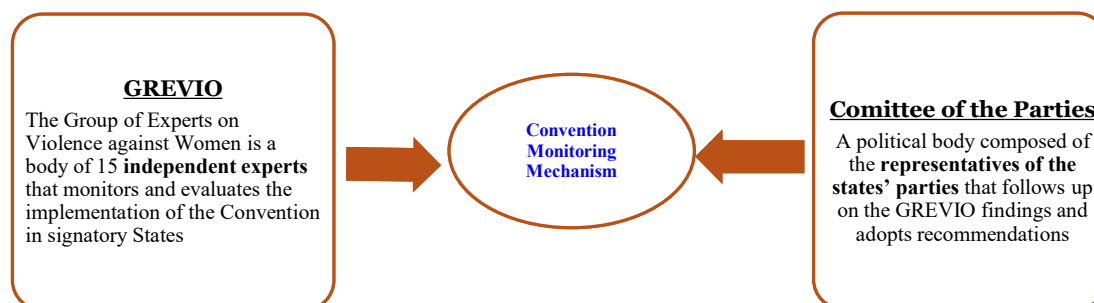 GREVIO
The Group of Experts on
Violence against Women is a
body of 15 independent experts
that monitors and evaluates the
implementation of the Convention
in signatory States
Convention
Monitoring
Mechanism
Comittee of the Parties
A political body composed of
the representatives of the
states’ parties that follows up
on the GREVIO findings and
adopts recommendations